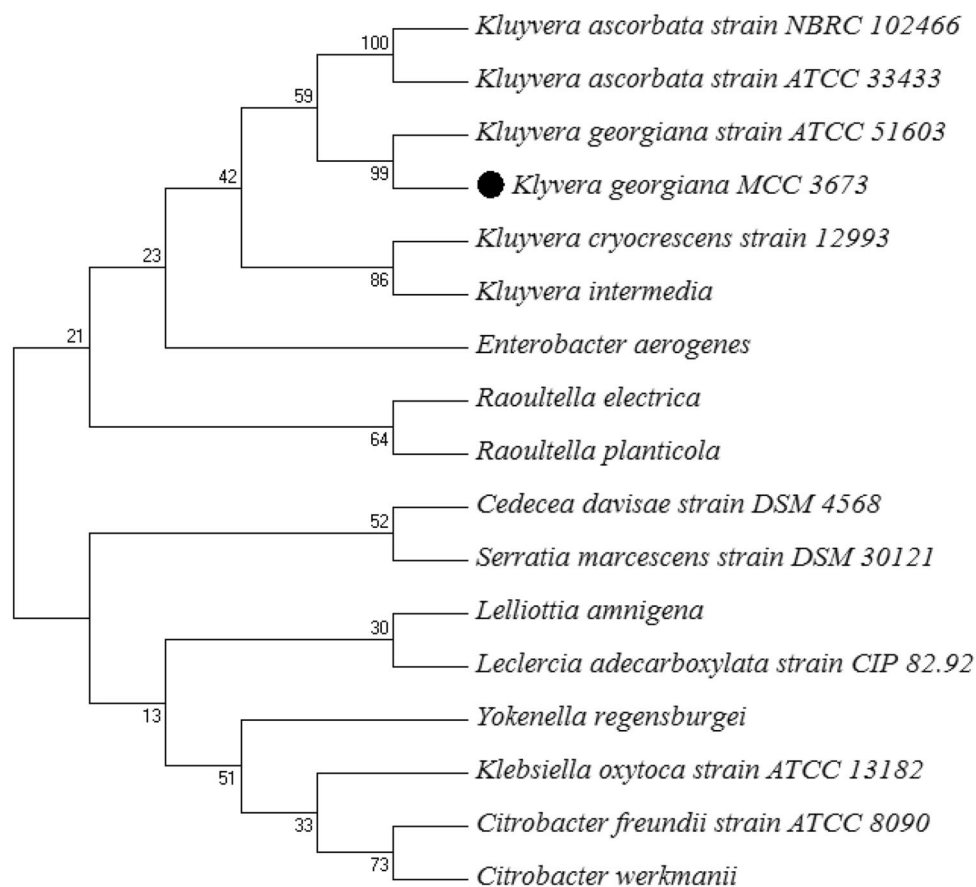 Kluyvera ascorbata strain NBRC 102466
100
Kluyvera ascorbata strain ATCC 33433
59
Kluyvera georgiana strain ATCC 51603
99
Klyvera georgiana MCC 3673
42
Kluyvera cryocrescens strain 12993
23
86
Kluyvera intermedia
21
Enterobacter aerogenes
Raoultella electrica
64
Raoultella planticola
Cedecea davisae strain DSM 4568
52
Serratia marcescens strain DSM 30121
Lelliottia amnigena
30
Leclercia adecarboxylata strain CIP 82.92
13
Yokenella regensburgei
51
Klebsiella oxytoca strain ATCC 13182
33
Citrobacter freundii strain ATCC 8090
73
Citrobacter werkmanii